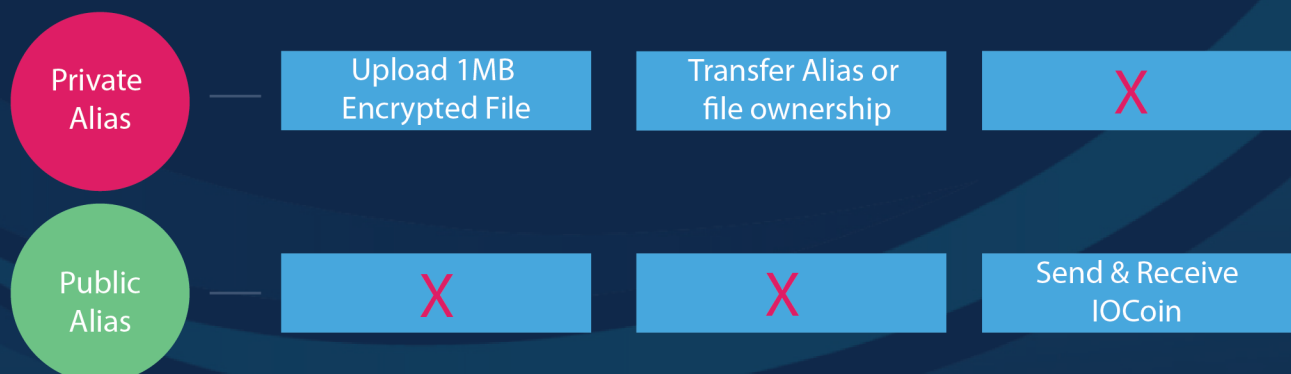 Private
Alias
Upload 1MB
Encrypted File
Transfer Alias or
file ownership
X
Public
Alias
X
X
Send & Receive
IOCoin